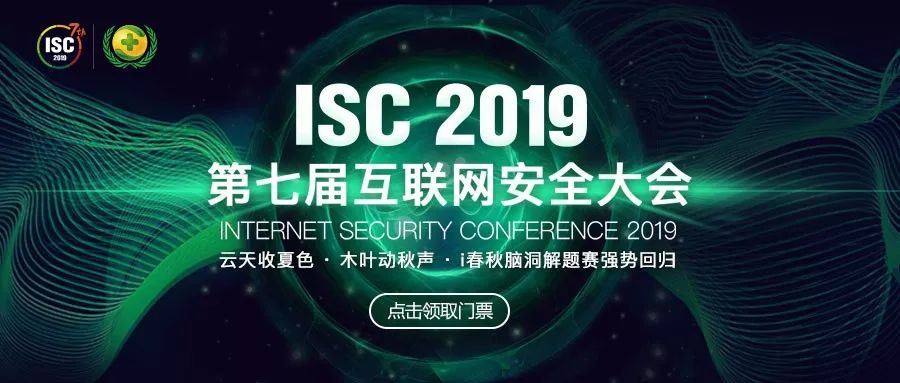 ISC 7th
2019
ISC 2019
第七届互联网安全大会
INTERNET SECURITY CONFERENCE 2019
云天收夏色 · 木叶动秋声 · i春秋脑洞解题赛强势回归
点击领取门票